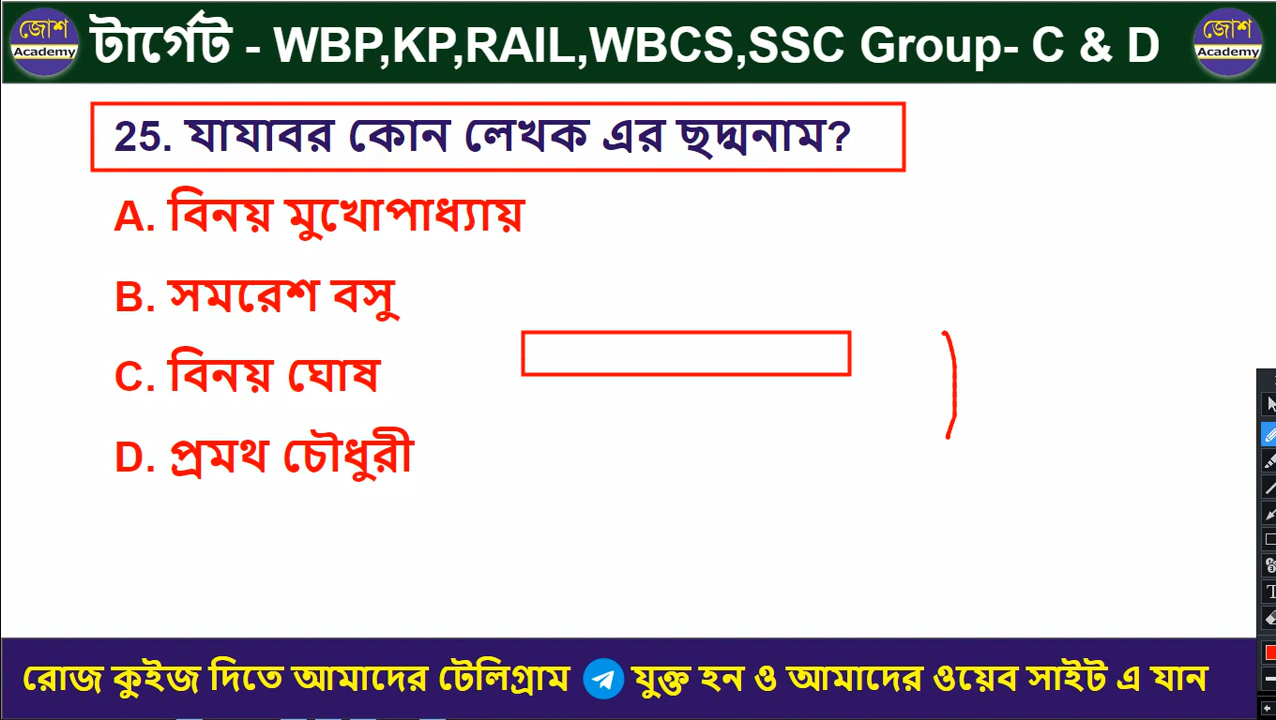 জোশ
Academy
টার্গেট - WBP,KP,RAIL,WBCS,SSC Group- C & D
জোশ
Academy
25. যাযাবর কোন লেখক এর ছদ্মনাম?
A. বিনয় মুখোপাধ্যায়
B. সমরেশ বসু
C. বিনয় ঘোষ
D. প্রমথ চৌধুরী
রোজ কুইজ দিতে আমাদের টেলিগ্রাম যুক্ত হন ও আমাদের ওয়েব সাইট এ যান